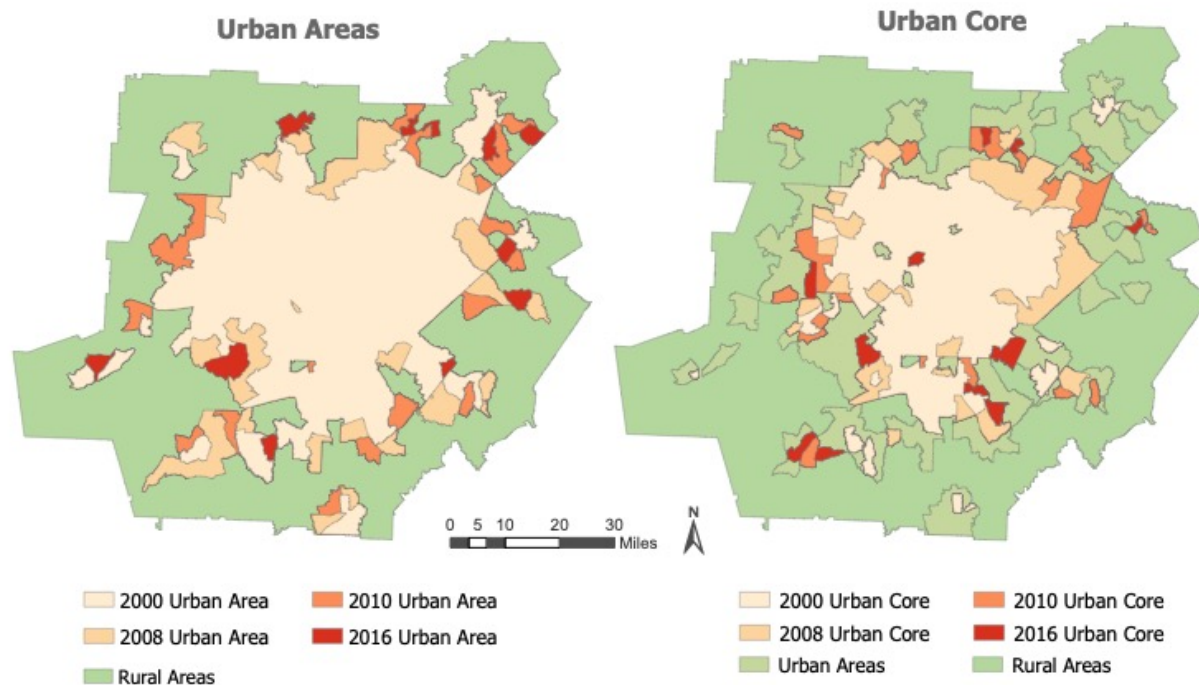 Urban Areas
Urban Core
N
0 5 10 20 30
Miles
2000 Urban Area
2010 Urban Area
2008 Urban Area
2016 Urban Area
Rural Areas
2000 Urban Core
2010 Urban Core
2008 Urban Core
2016 Urban Core
Urban Areas
Rural Areas